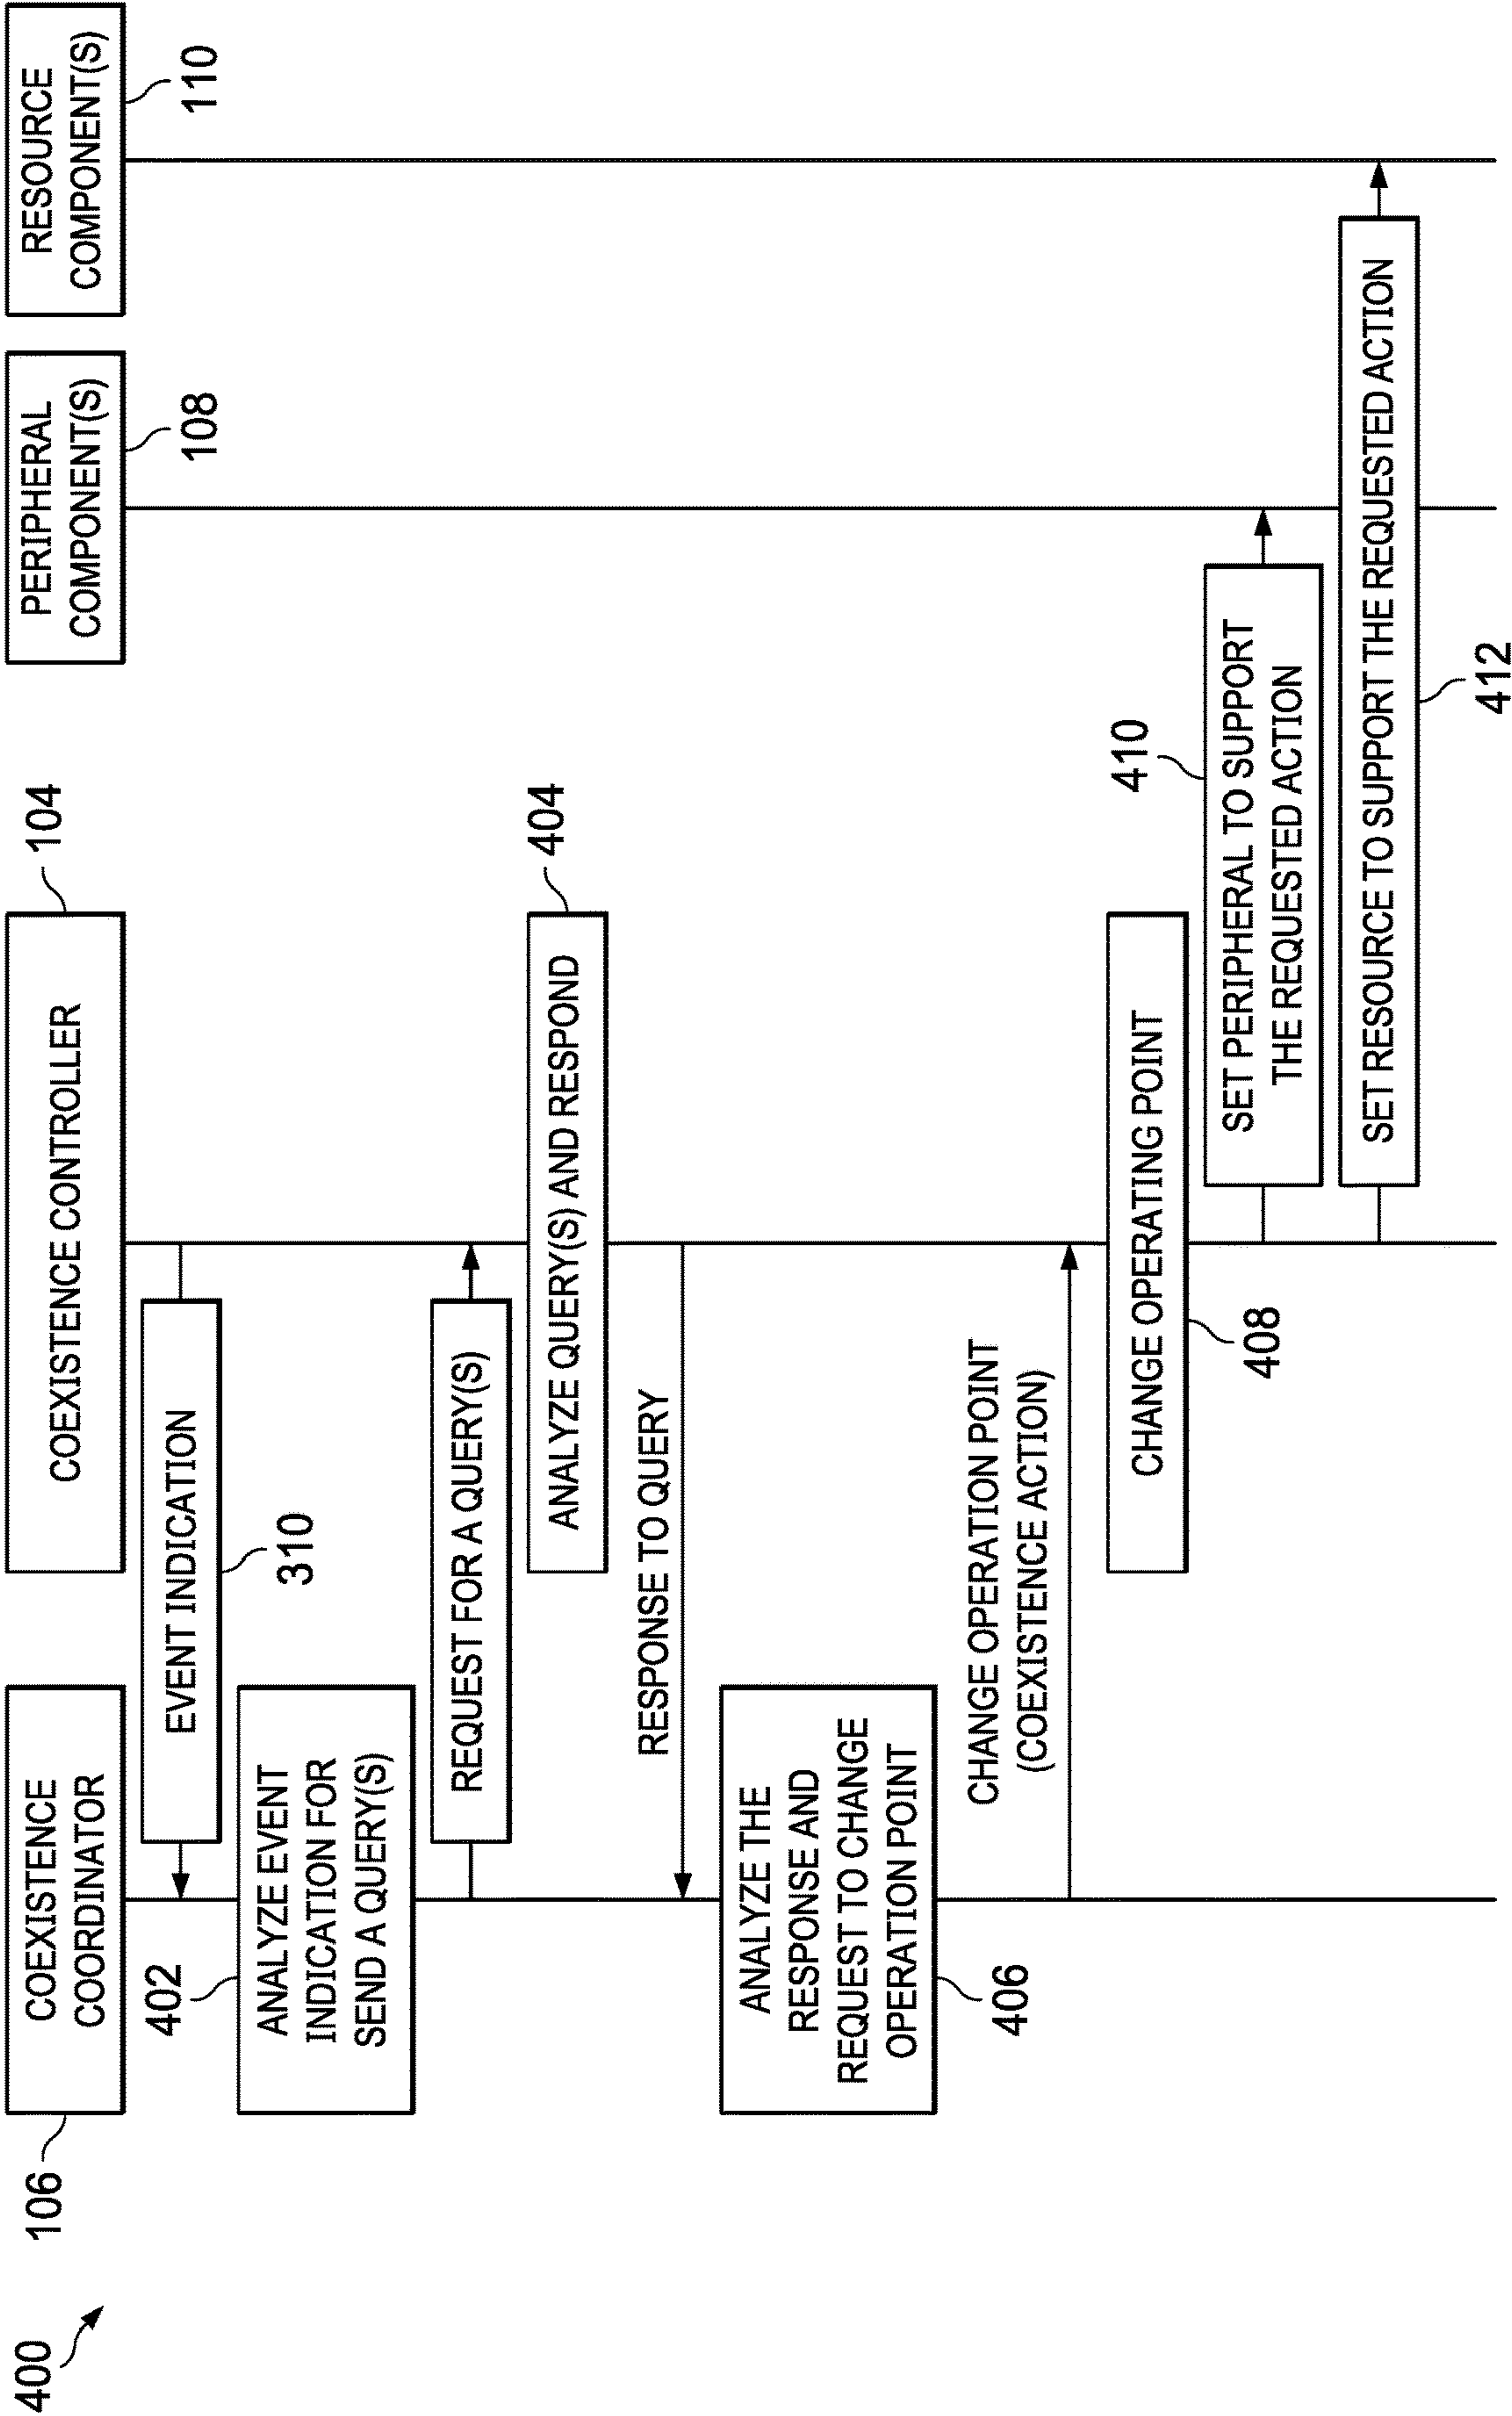 400
106
COEXISTENCE
COORDINATOR
COEXISTENCE CONTROLLER
104
PERIPHERAL
COMPONENT(S)
108
RESOURCE
COMPONENT(S)
110
EVENT INDICATION
310
402
ANALYZE EVENT
INDICATION FOR
SEND A QUERY(S)
REQUEST FOR A QUERY(S)
ANALYZE QUERY(S) AND RESPOND
404
RESPONSE TO QUERY
ANALYZE THE
RESPONSE AND
REQUEST TO CHANGE
OPERATION POINT
406
CHANGE OPERATION POINT
(COEXISTENCE ACTION)
CHANGE OPERATING POINT
408
410
SET PERIPHERAL TO SUPPORT
THE REQUESTED ACTION
SET RESOURCE TO SUPPORT THE REQUESTED ACTION
412